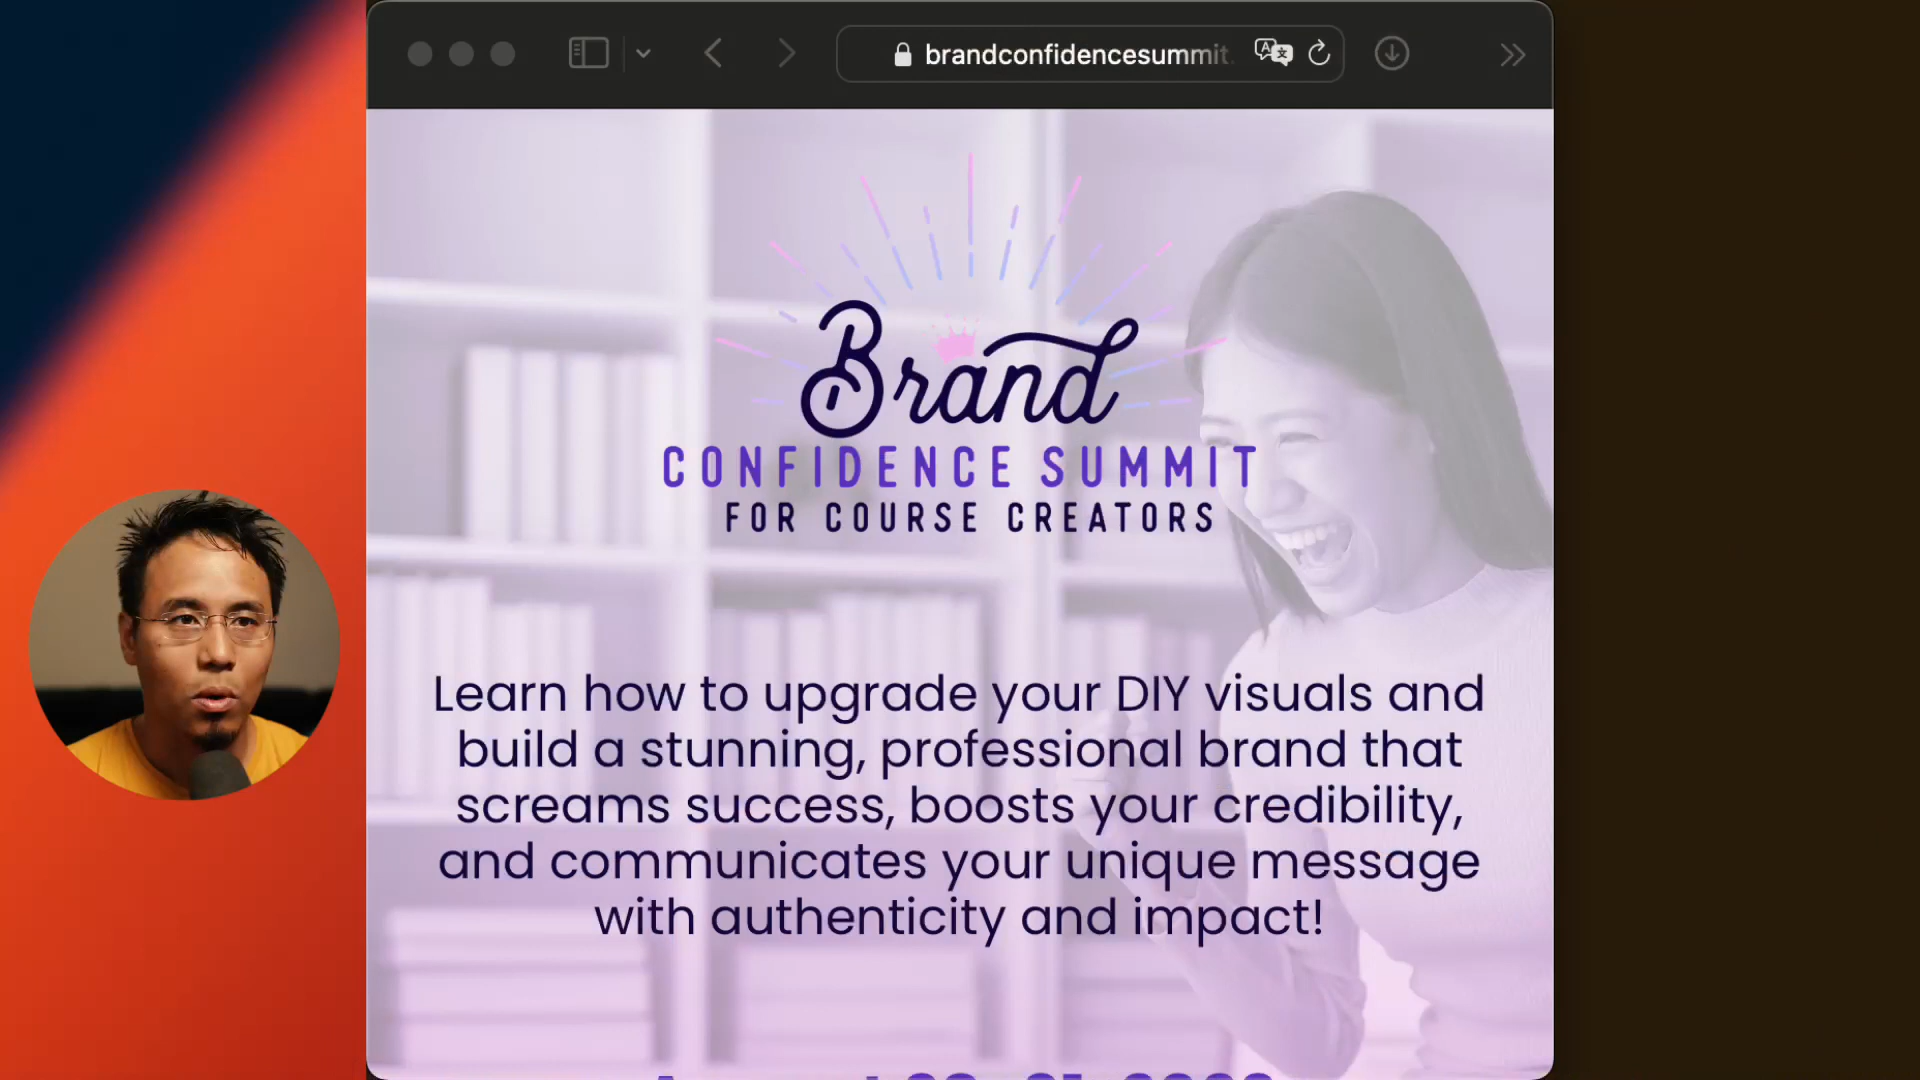 brandconfidencesummit.
Brand
CONFIDENCE SUMMIT
FOR COURSE CREATORS
Learn how to upgrade your DIY visuals and
build a stunning, professional brand that
screams success, boosts your credibility,
and communicates your unique message
with authenticity and impact!